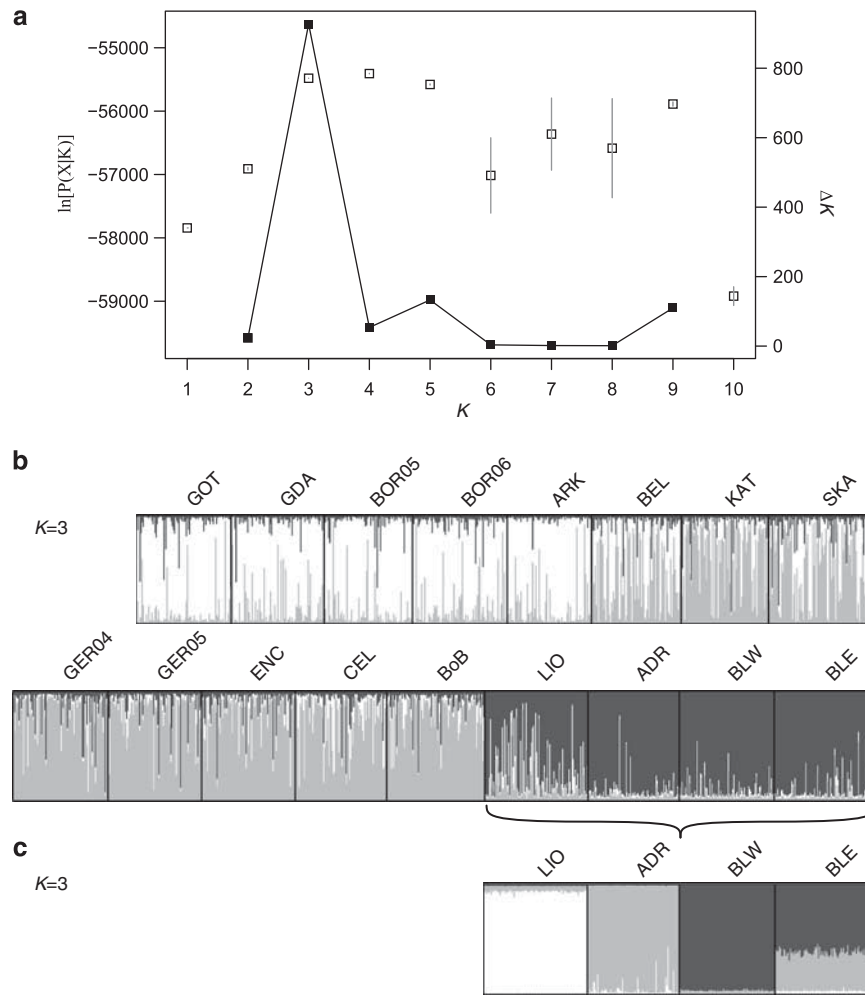 a
−55000
−56000
−57000
−58000
−59000
ln[P(X|K)]
800
600
400
200
0
ΔK
1 2 3 4 5 6 7 8 9 10
K
b
GOT GDA BOR05 BOR06 ARK BEL KAT SKA
K=3
GER04 GER05 ENC CEL BoB LIO ADR BLW BLE
c
LIO ADR BLW BLE
K=3